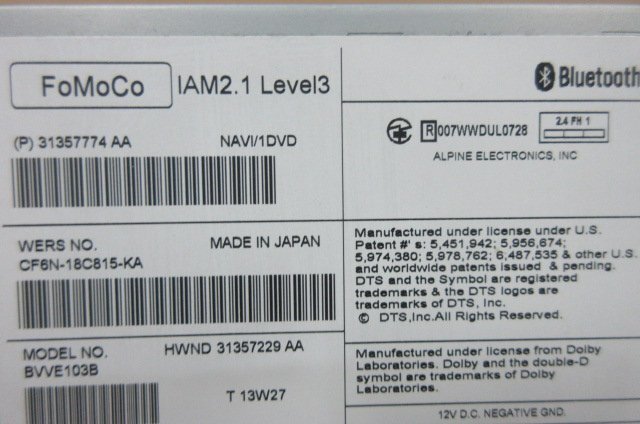 FoMoCo IAM2.1 Level3
(P) 31357774 AA NAVI/1DVD
WERS NO. MADE IN JAPAN
CF6N-18C815-KA
MODEL NO. HWND 31357229 AA
BVVE103B
T 13W27
Bluetooth
R 007WWDUL0728 2.4 FH 1
ALPINE ELECTRONICS, INC
Manufactured under license under U.S.
Patent #' s: 5,451,942; 5,956,674;
5,974,380; 5,978,762; 6,487,535 & other U.S.
and worldwide patents issued & pending.
DTS and the Symbol are registered
trademarks & the DTS logos are
trademarks of DTS, Inc.
© DTS,Inc.All Rights Reserved.
Manufactured under license from Dolby
Laboratories. Dolby and the double-D
symbol are trademarks of Dolby
Laboratories.
12V D.C. NEGATIVE GND.